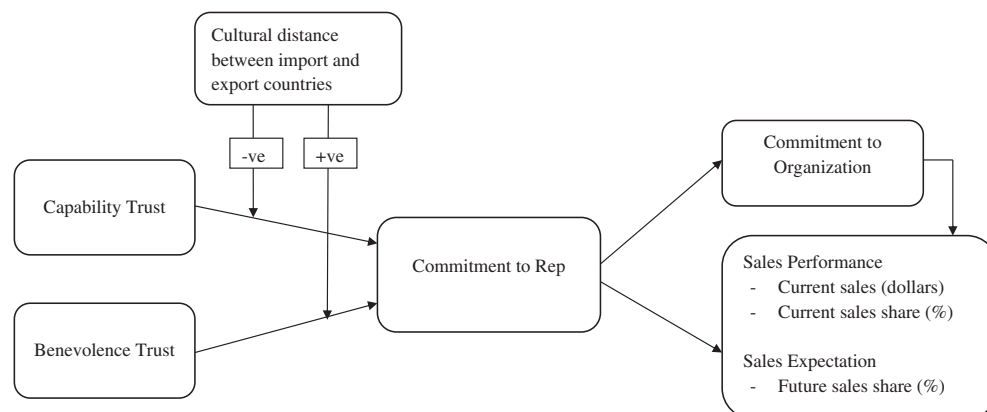 Cultural distance
between import and
export countries
-ve
+ve
Capability Trust
Benevolence Trust
Commitment to Rep
Commitment to
Organization
Sales Performance
- Current sales (dollars)
- Current sales share (%)
Sales Expectation
- Future sales share (%)